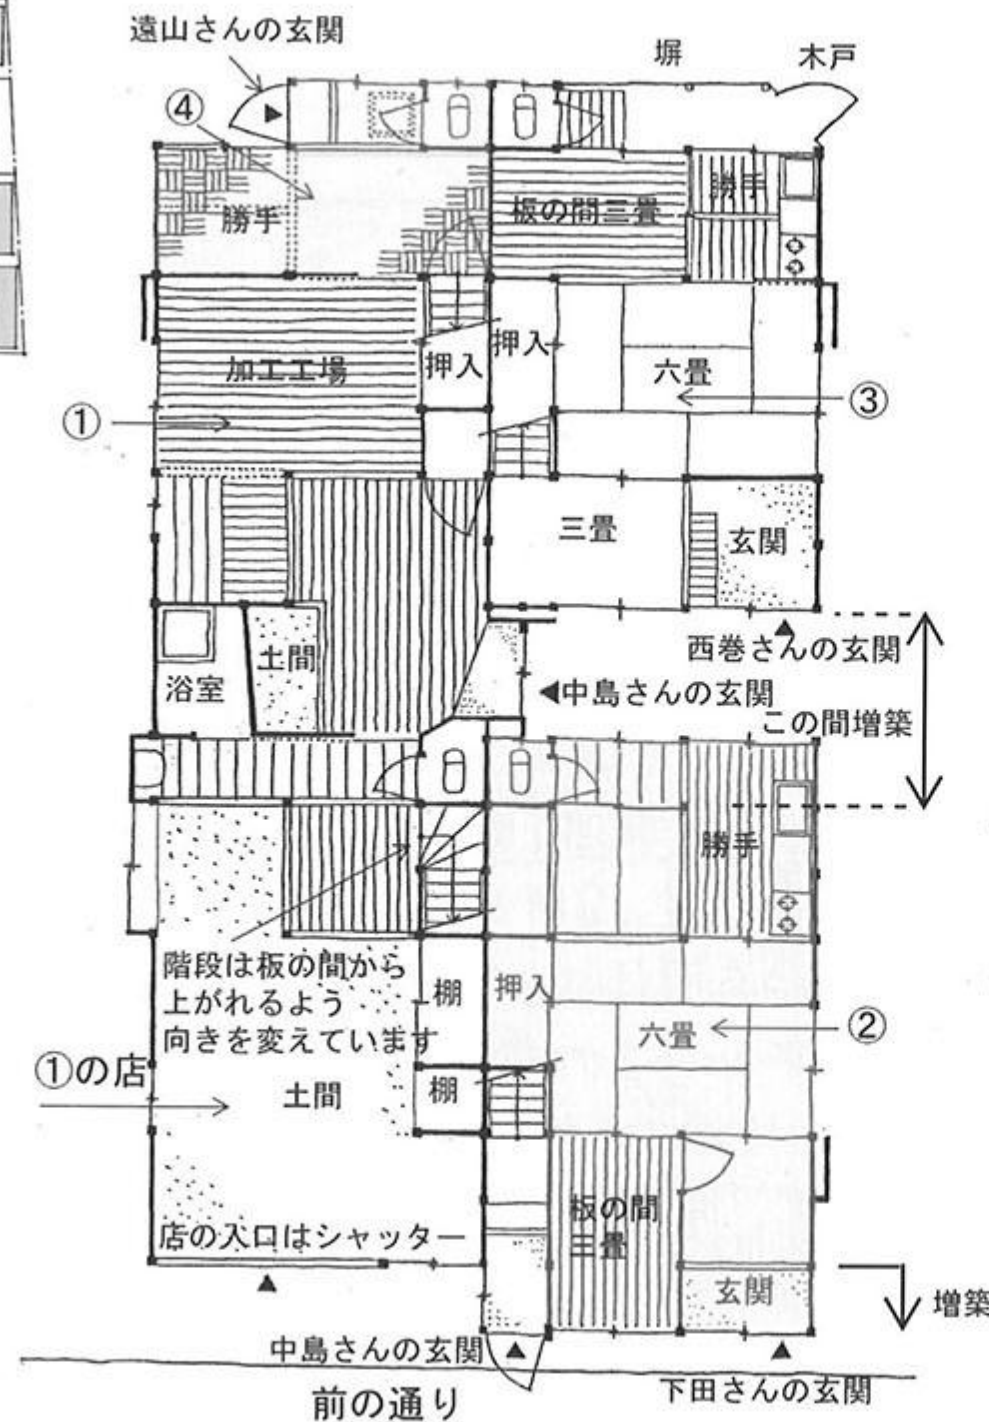 遠山さんの玄関
塀
木戸
④
勝手
板の間三畳
勝手
加工工場
押入
押入
六畳
①
③
三畳
玄関
土間
浴室
西巻さんの玄関
◀中島さんの玄関
この間増築
勝手
階段は板の間から
上がれるよう
向きを変えています
棚
押入
六畳
②
①の店
土間
棚
店の入口はシャッター
板の間
三畳
玄関
増築
中島さんの玄関
下田さんの玄関
前の通り